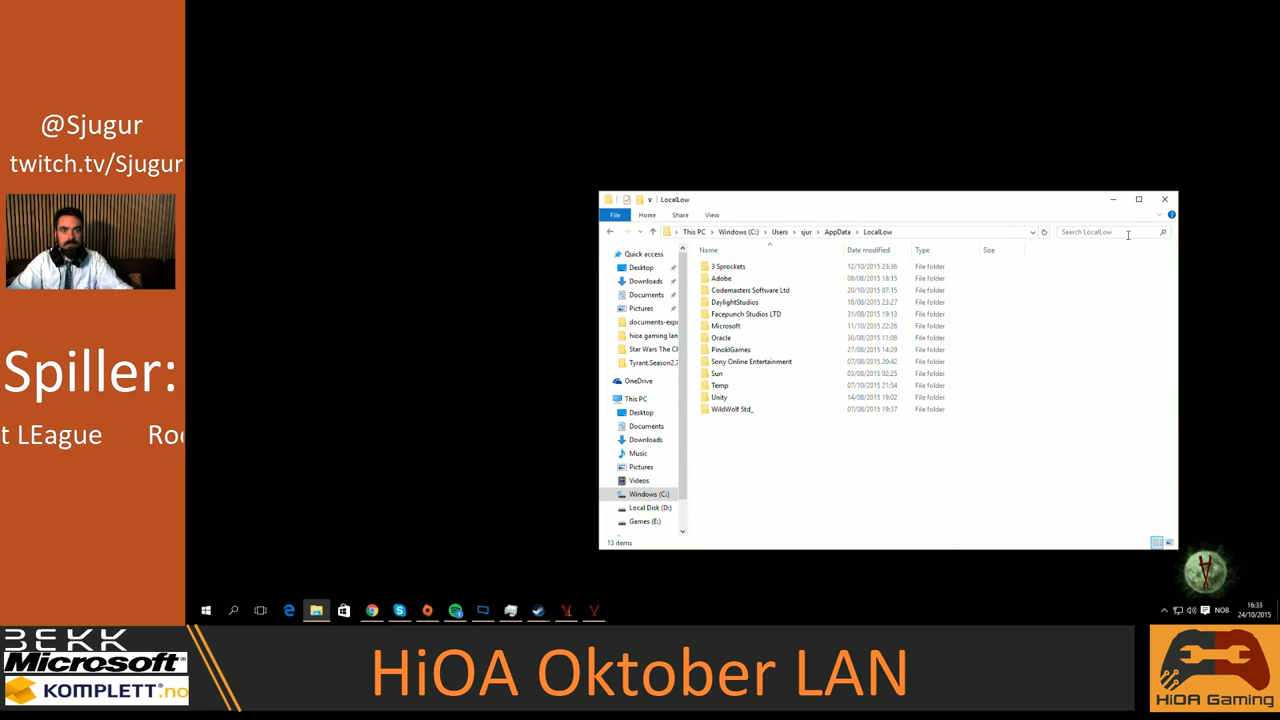 @Sjugur
twitch.tv/Sjugur
Spiller:
t LEague Roc
BEKK
Microsoft
KOMPLETT.no
HiOA Oktober LAN
HiOA Gaming
LocalLow
File Home Share View
This PC Windows (C:) Users sjur AppData LocalLow
Search LocalLow
Name Date modified Type Size
Quick access
Desktop
Downloads
Documents
Pictures
documents-exp
hioa gaming lan
Star Wars The Cl
Tyrant.Season2.7
OneDrive
This PC
Desktop
Documents
Downloads
Music
Pictures
Videos
Windows (C:)
Local Disk (D:)
Games (E:)
3 Sprockets 12/10/2015 23:36 File folder
Adobe 08/08/2015 18:15 File folder
Codemasters Software Ltd 20/10/2015 07:15 File folder
DaylightStudios 18/08/2015 23:27 File folder
Facepunch Studios LTD 31/08/2015 19:13 File folder
Microsoft 11/10/2015 22:26 File folder
Oracle 30/08/2015 11:08 File folder
PinoklGames 27/08/2015 14:29 File folder
Sony Online Entertainment 07/08/2015 20:42 File folder
Sun 03/08/2015 02:25 File folder
Temp 07/10/2015 21:54 File folder
Unity 14/08/2015 19:02 File folder
WildWolf Std_ 07/08/2015 19:37 File folder
13 items
NOB
16:33
24/10/2015